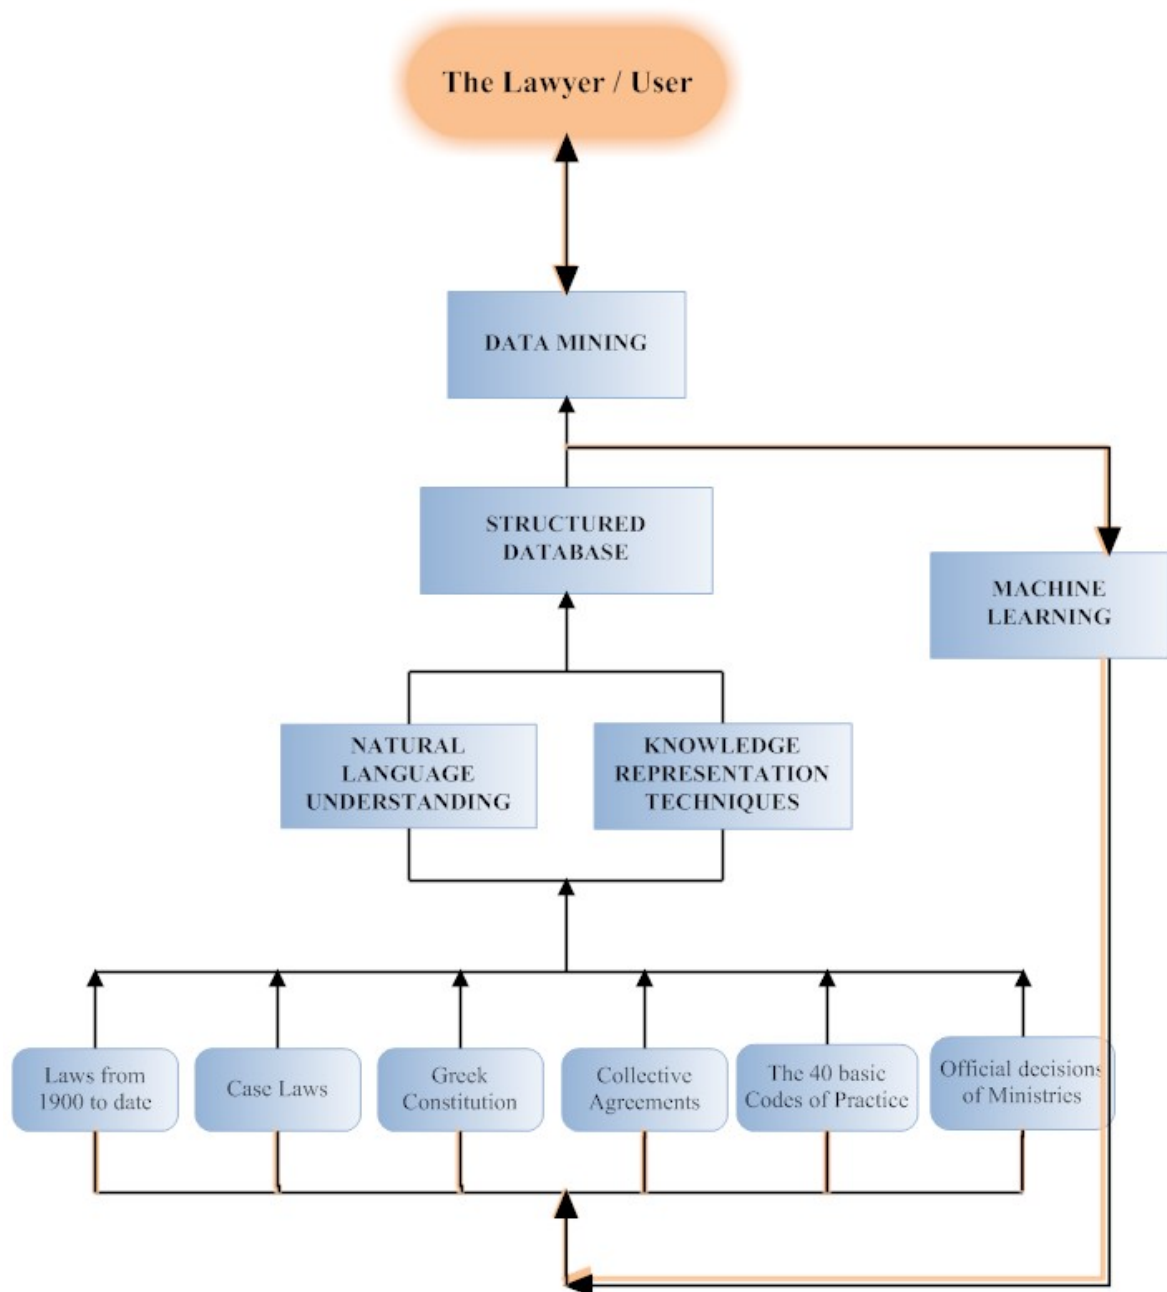 The Lawyer / User
DATA MINING
STRUCTURED
DATABASE
MACHINE
LEARNING
NATURAL
LANGUAGE
UNDERSTANDING
KNOWLEDGE
REPRESENTATION
TECHNIQUES
Laws from
1900 to date
Case Laws
Greek
Constitution
Collective
Agreements
The 40 basic
Codes of Practice
Official decisions
of Ministries